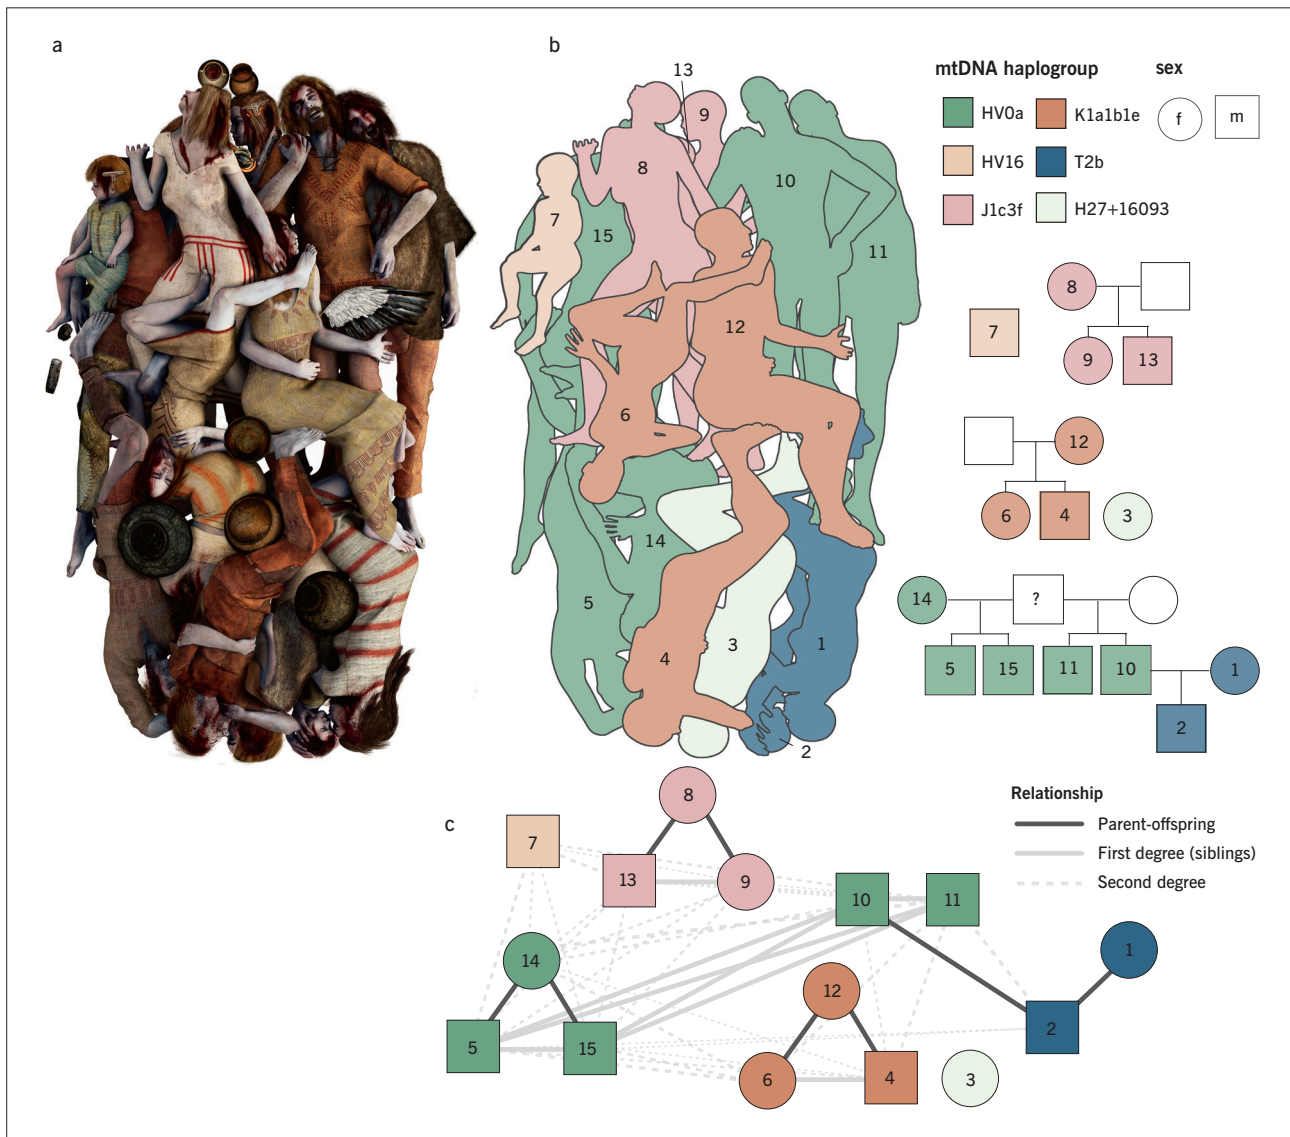 a
b
mtDNA haplogroup
sex
HV0a
K1a1b1e
f
m
HV16
T2b
J1c3f
H27+16093
13
9
8
10
7
15
11
12
6
14
5
4
3
1
2
8
7
9
13
12
6
4
3
14
?
5
15
11
10
1
2
c
Relationship
Parent-offspring
First degree (siblings)
Second degree
8
7
13
9
10
11
14
1
12
5
15
2
6
4
3